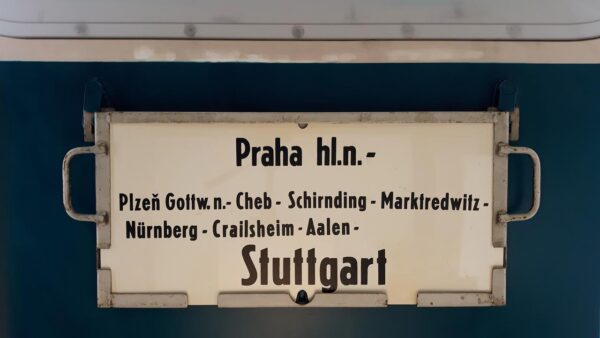 Praha hl.n.-
Plzeň Gottw.n.- Cheb - Schirnding - Marktredwitz -
Nürnberg - Crailsheim - Aalen -
Stuttgart